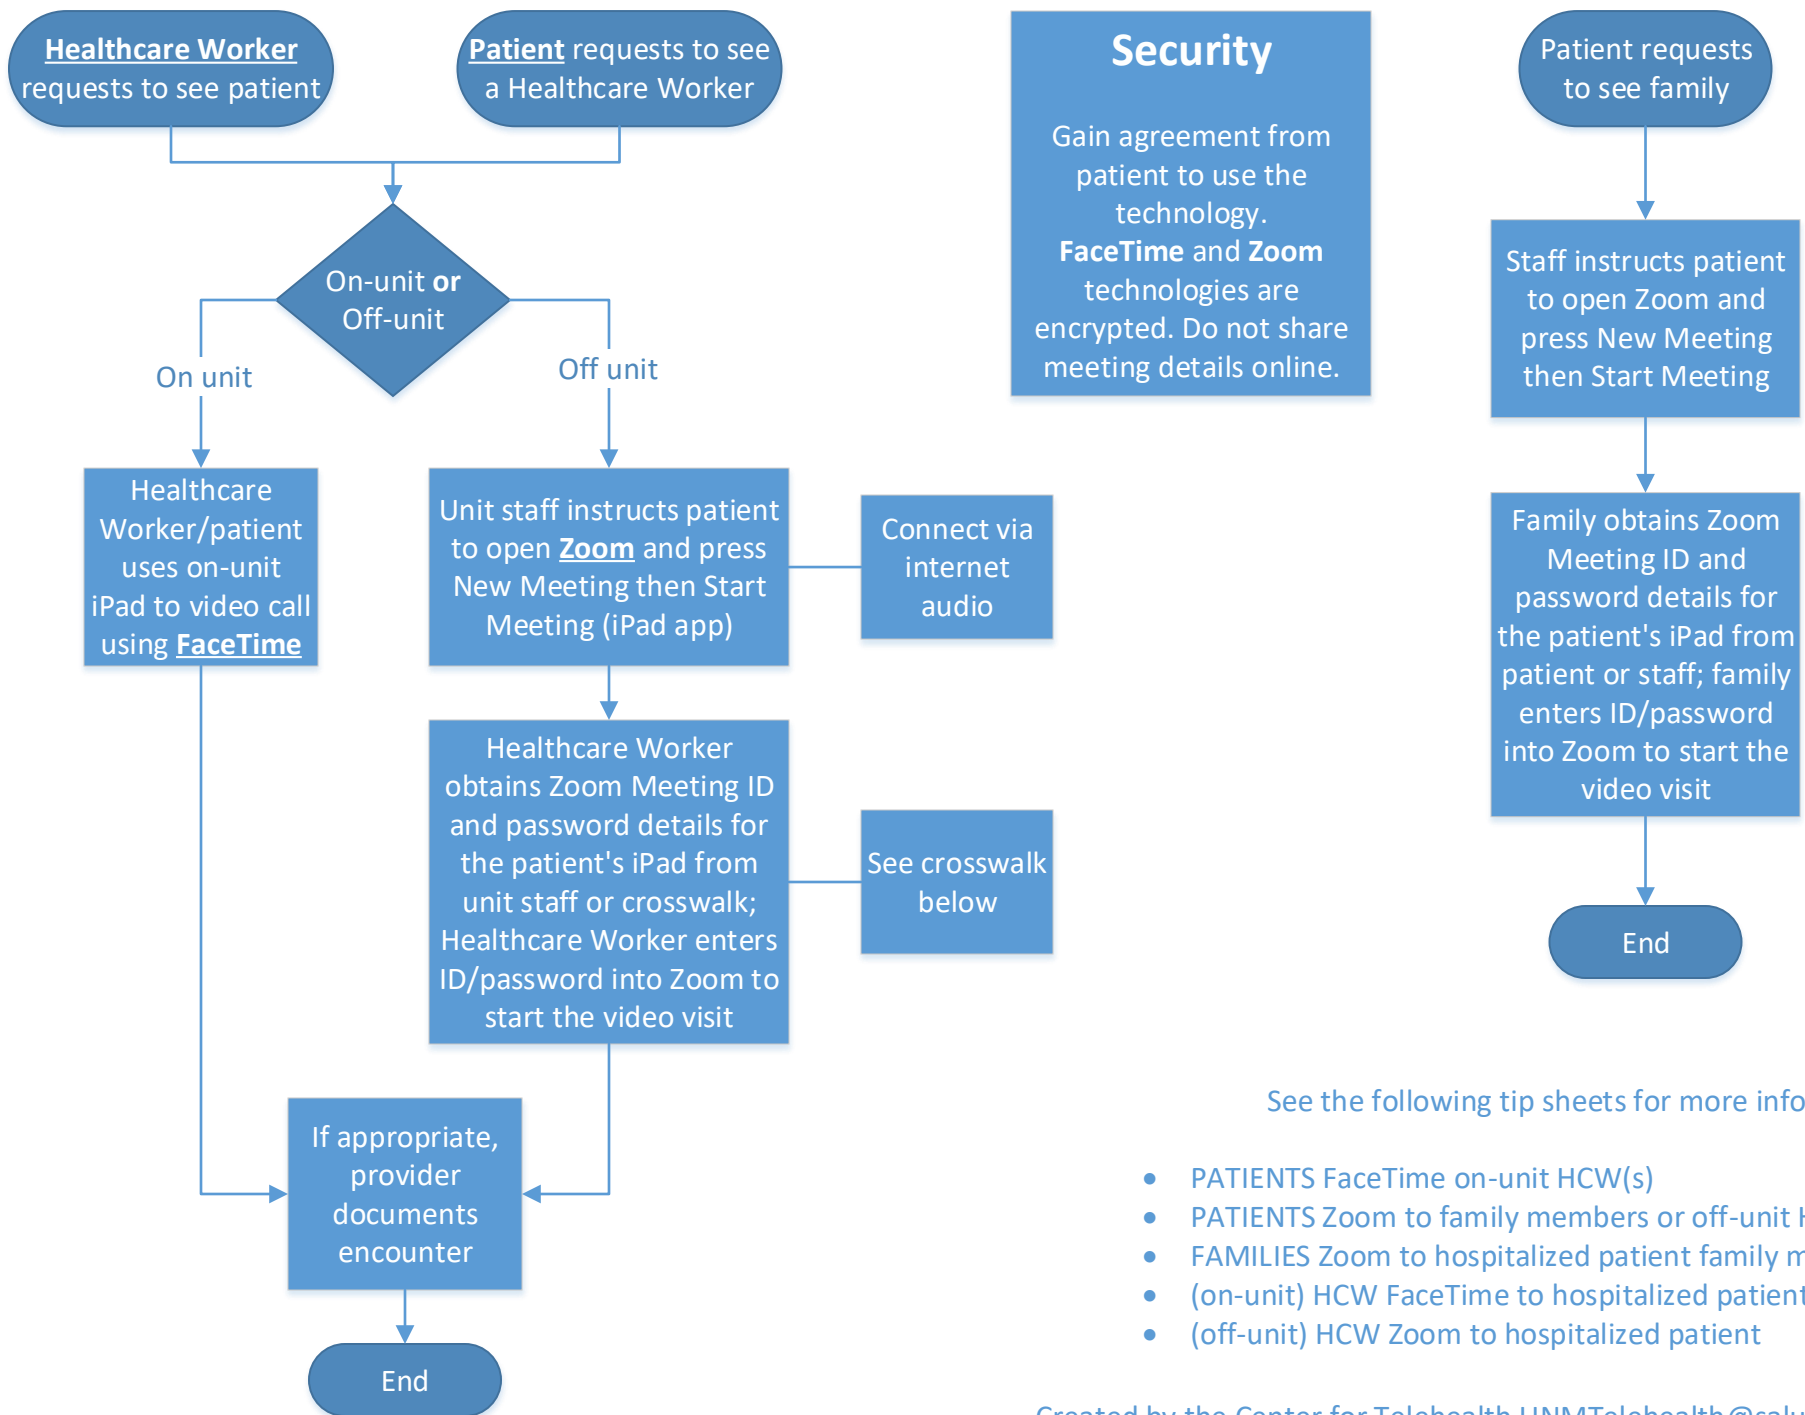 Healthcare Worker
requests to see patient
Patient requests to see
a Healthcare Worker
On-unit or
Off-unit
On unit
Off unit
Healthcare
Worker/patient
uses on-unit
iPad to video call
using FaceTime
Unit staff instructs patient
to open Zoom and press
New Meeting then Start
Meeting (iPad app)
Connect via
internet
audio
Healthcare Worker
obtains Zoom Meeting ID
and password details for
the patient's iPad from
unit staff or crosswalk;
Healthcare Worker enters
ID/password into Zoom to
start the video visit
See crosswalk
below
If appropriate,
provider
documents
encounter
End
Security
Gain agreement from
patient to use the
technology.
FaceTime and Zoom
technologies are
encrypted. Do not share
meeting details online.
Patient requests
to see family
Staff instructs patient
to open Zoom and
press New Meeting
then Start Meeting
Family obtains Zoom
Meeting ID and
password details for
the patient's iPad from
patient or staff; family
enters ID/password
into Zoom to start the
video visit
End
See the following tip sheets for more info
• PATIENTS FaceTime on-unit HCW(s)
• PATIENTS Zoom to family members or off-unit
• FAMILIES Zoom to hospitalized patient family
• (on-unit) HCW FaceTime to hospitalized patient
• (off-unit) HCW Zoom to hospitalized patient
Created by the Center for Telehealth